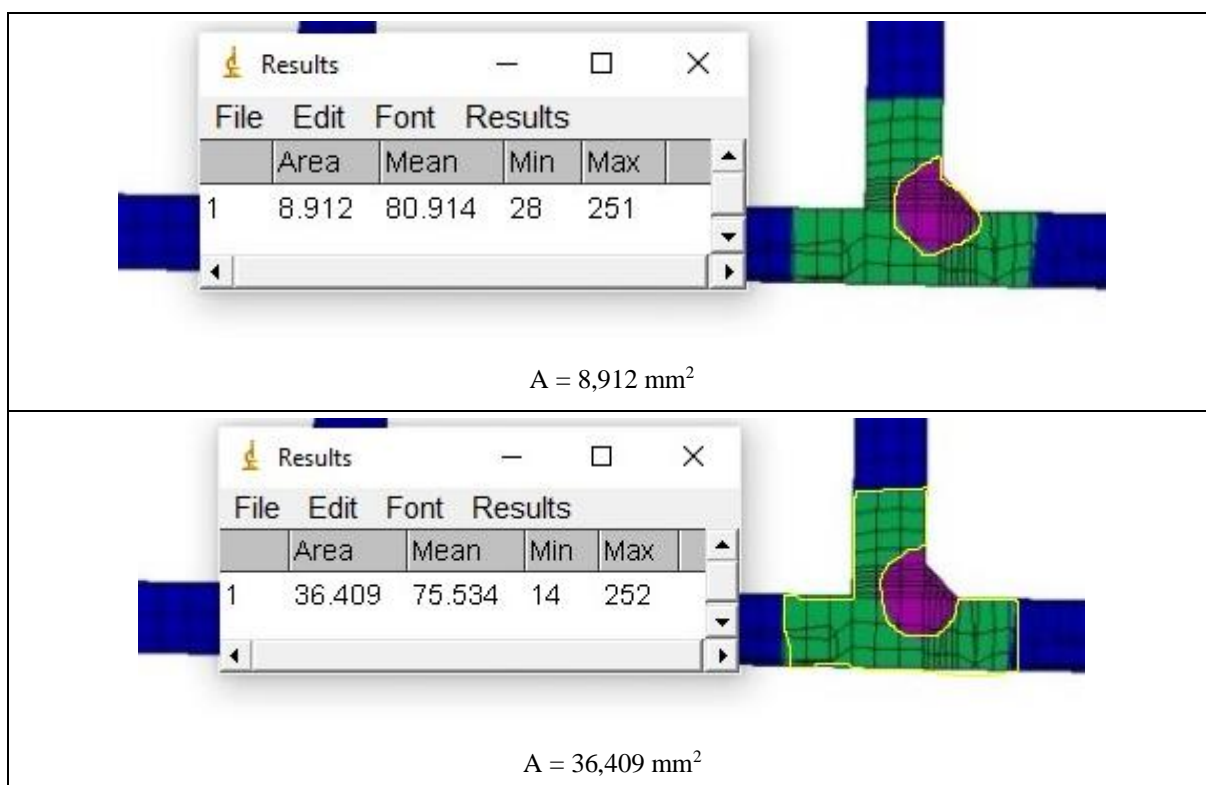 Results
File Edit Font Results
Area Mean Min Max
1 8.912 80.914 28 251
A = 8,912 mm²
Results
File Edit Font Results
Area Mean Min Max
1 36.409 75.534 14 252
A = 36,409 mm²